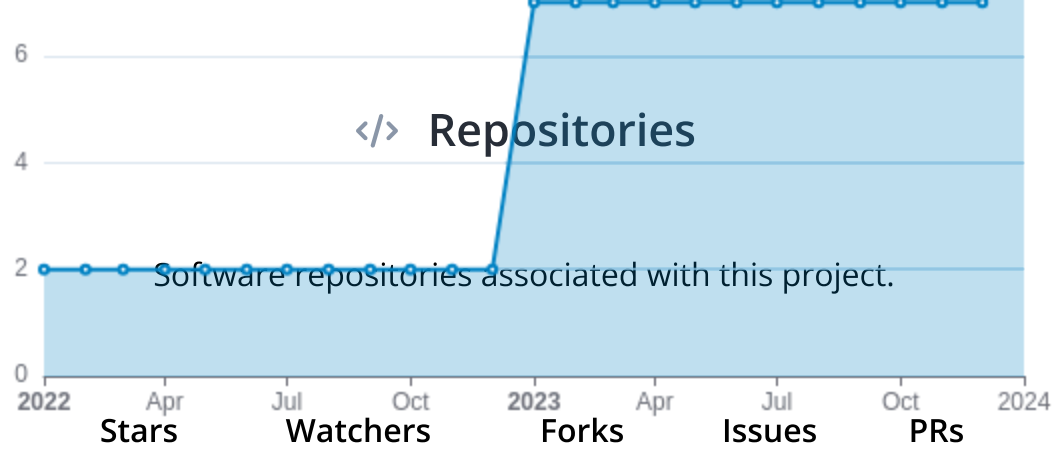 6
</> Repositories
4
2
Software repositories associated with this project.
0
2022 Apr Jul Oct 2023 Apr Jul Oct 2024
Stars Watchers Forks Issues PRs